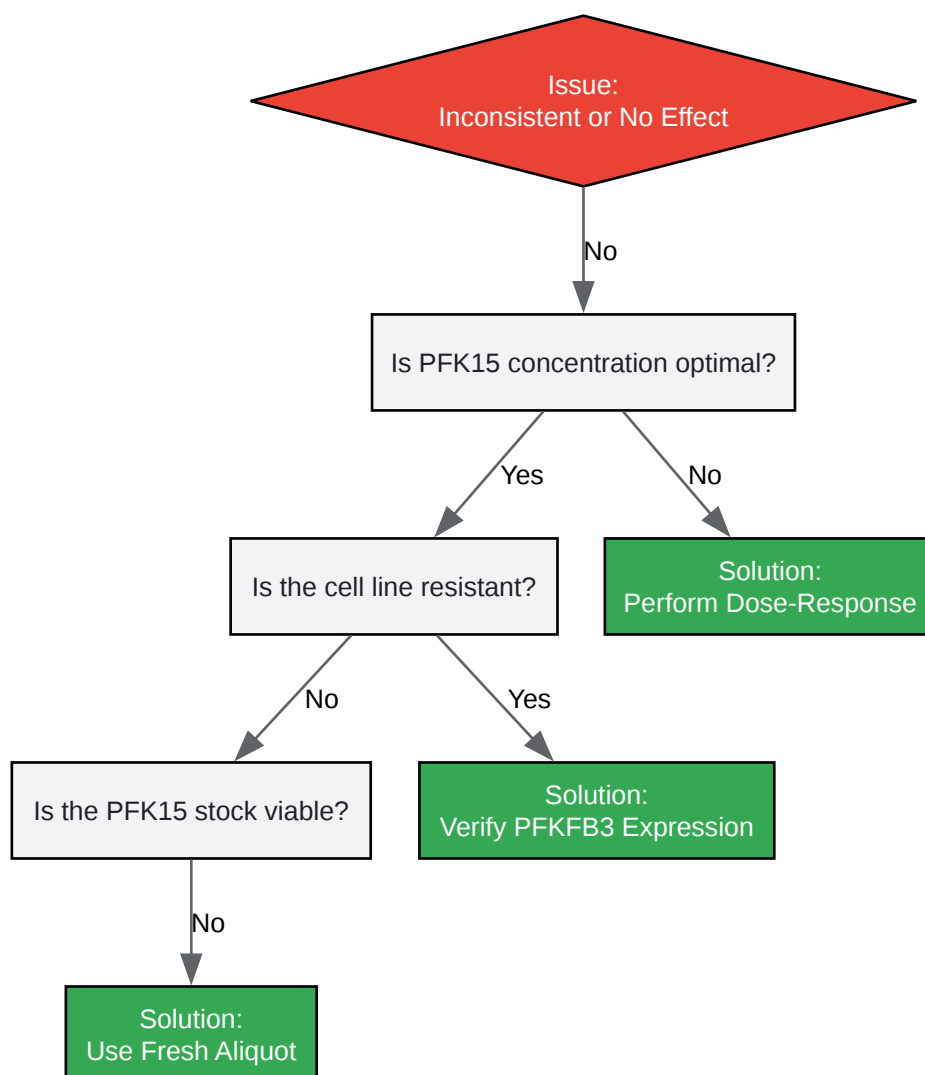 Issue:
Inconsistent or No Effect
No
Is PFK15 concentration optimal?
Yes
No
Is the cell line resistant?
Solution:
Perform Dose-Response
No
Yes
Is the PFK15 stock viable?
Solution:
Verify PFKFB3 Expression
No
Solution:
Use Fresh Aliquot